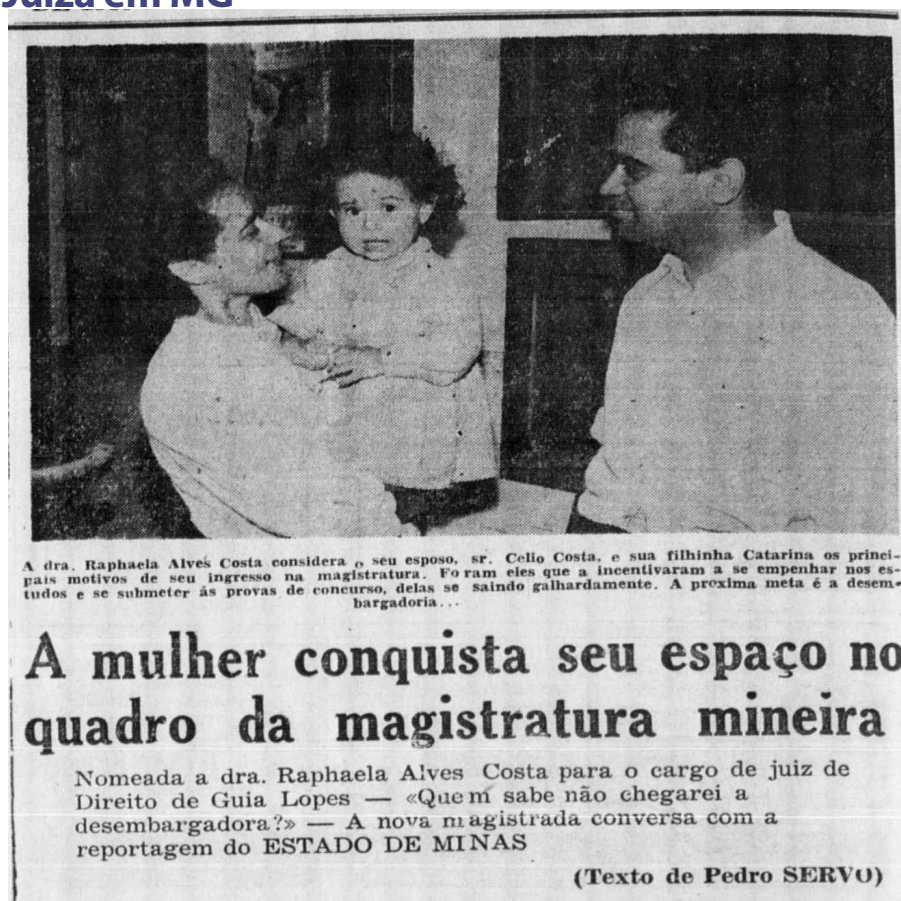 Juíza em MG
A dra. Raphaela Alves Costa considera o seu esposo, sr. Celio Costa, e sua filhinha Catarina os princi-
pais motivos de seu ingresso na magistratura. Foram eles que a incentivaram a se empenhar nos es-
tudos e se submeter ás provas de concurso, delas se saindo galhardamente. A proxima meta é a desem-
bargadoria...
A mulher conquista seu espaço no
quadro da magistratura mineira
Nomeada a dra. Raphaela Alves Costa para o cargo de juiz de
Direito de Guia Lopes — «Quem sabe não chegarei a
desembargadora?» — A nova magistrada conversa com a
reportagem do ESTADO DE MINAS
(Texto de Pedro SERVO)